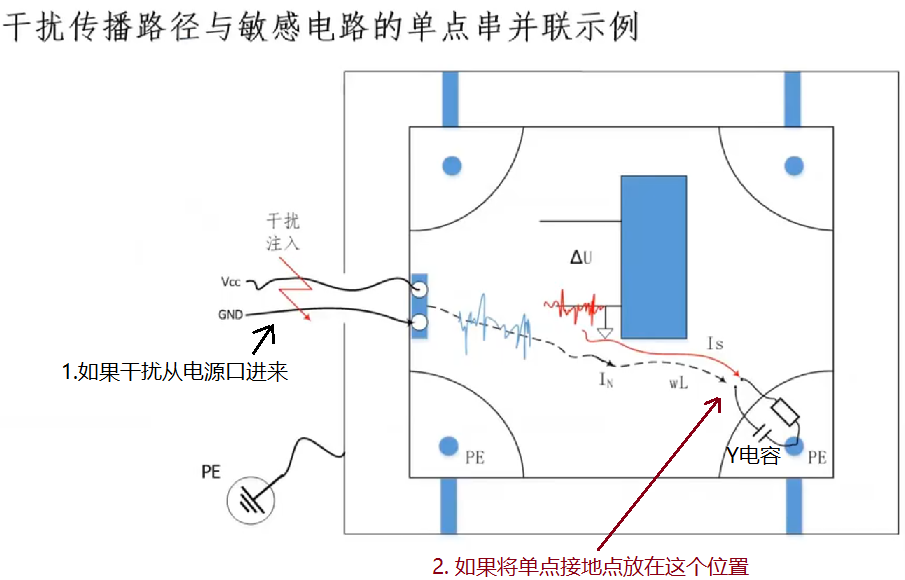 干扰传播路径与敏感电路的单点串并联示例
干扰
注入
Vcc
GND
1.如果干扰从电源口进来
ΔU
Is
IN
wL
Y电容
PE
PE
PE
2. 如果将单点接地点放在这个位置